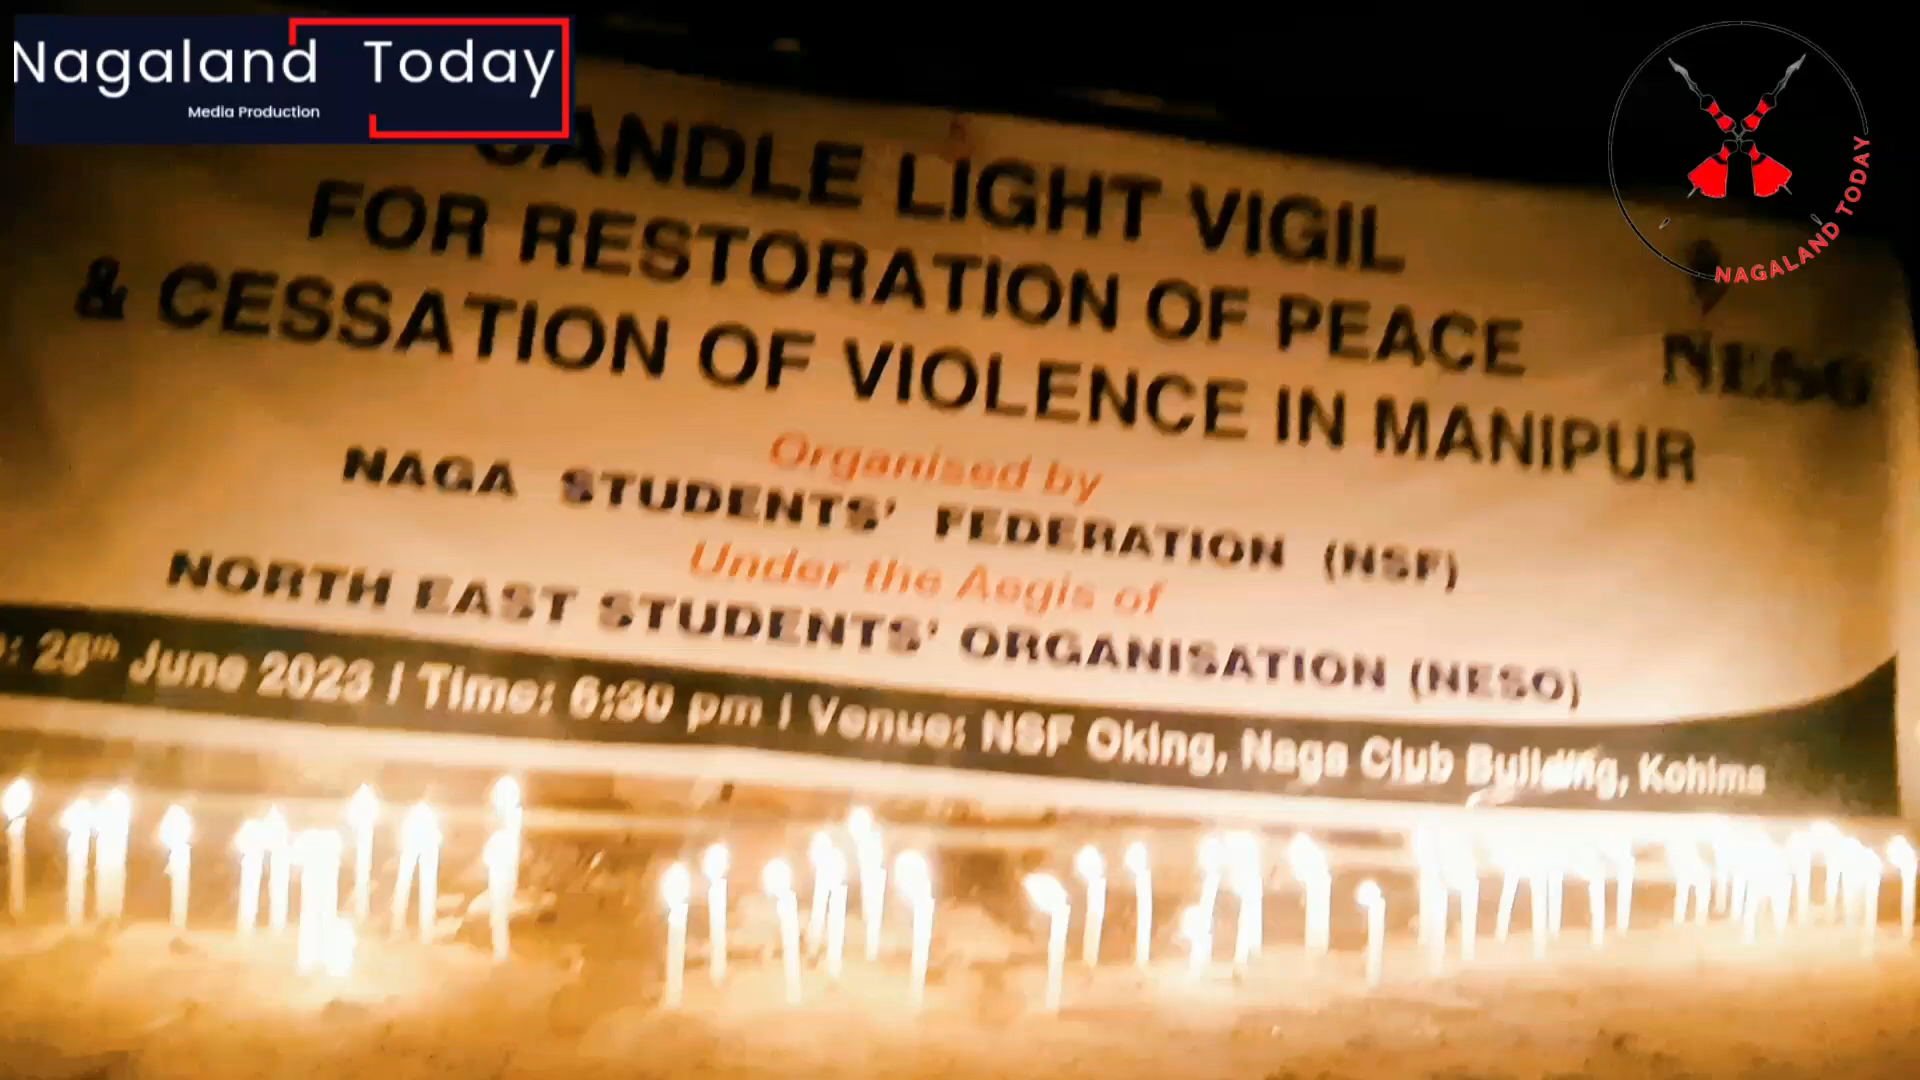 Nagaland Today
Media Production
NAGALAND TODAY
CANDLE LIGHT VIGIL
FOR RESTORATION OF PEACE
& CESSATION OF VIOLENCE IN MANIPUR
NESO
Organised by
NAGA STUDENTS' FEDERATION (NSF)
Under the Aegis of
NORTH EAST STUDENTS' ORGANISATION (NESO)
June 2023 | Time: 6:30 pm | Venue: NSF Oking, Naga Club Building, Kohima